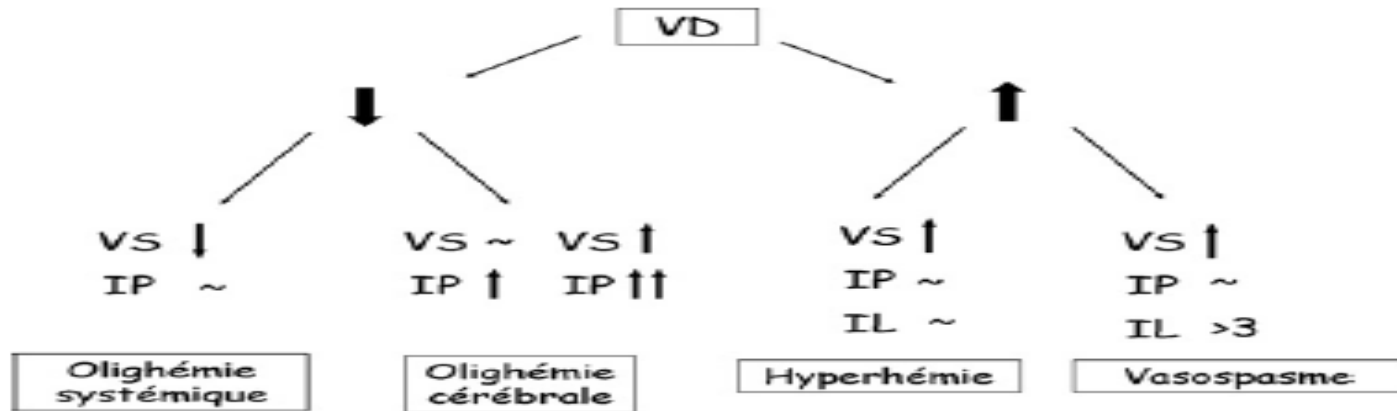 VD
VS ↓
IP ~
VS ~ VS ↑
IP ↑ IP ↑↑
VS ↑
IP ~
IL ~
VS ↑
IP ~
IL >3
Olighémie
systémique
Olighémie
cérébrale
Hyperhémie
Vasospasme